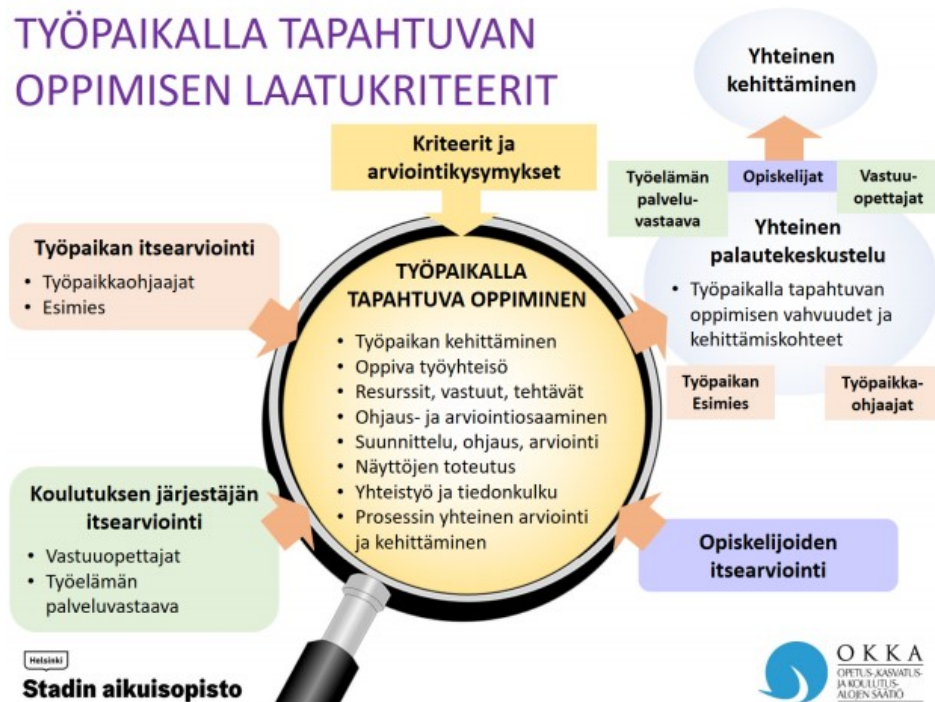 TYÖPAIKALLA TAPAHTUVAN
OPPIMISEN LAATUKRITEERIT
Yhteinen
kehittäminen
Kriteerit ja
arviointikysymykset
Työelämän
palvelu-
vastaava
Opiskelijat
Vastuu-
opettajat
Yhteinen
palautekeskustelu
• Työpaikalla tapahtuvan
oppimisen vahvuudet ja
kehittämiskohteet
Työpaikan
Esimies
Työpaikka-
ohjaajat
Työpaikan itsearviointi
• Työpaikkaohjaajat
• Esimies
TYÖPAIKALLA
TAPAHTUVA OPPIMINEN
• Työpaikan kehittäminen
• Oppiva työyhteisö
• Resurssit, vastuut, tehtävät
• Ohjaus- ja arviointiosaaminen
• Suunnittelu, ohjaus, arviointi
• Näyttöjen toteutus
• Yhteistyö ja tiedonkulku
• Prosessin yhteinen arviointi
ja kehittäminen
Koulutuksen järjestäjän
itsearviointi
• Vastuuopettajat
• Työelämän
palveluvastaava
Opiskelijoiden
itsearviointi
Helsinki
Stadin aikuisopisto
OKKA
OPETUS-,KASVATUS-
JA KOULUTUS-
ALOJEN SÄÄTIÖ